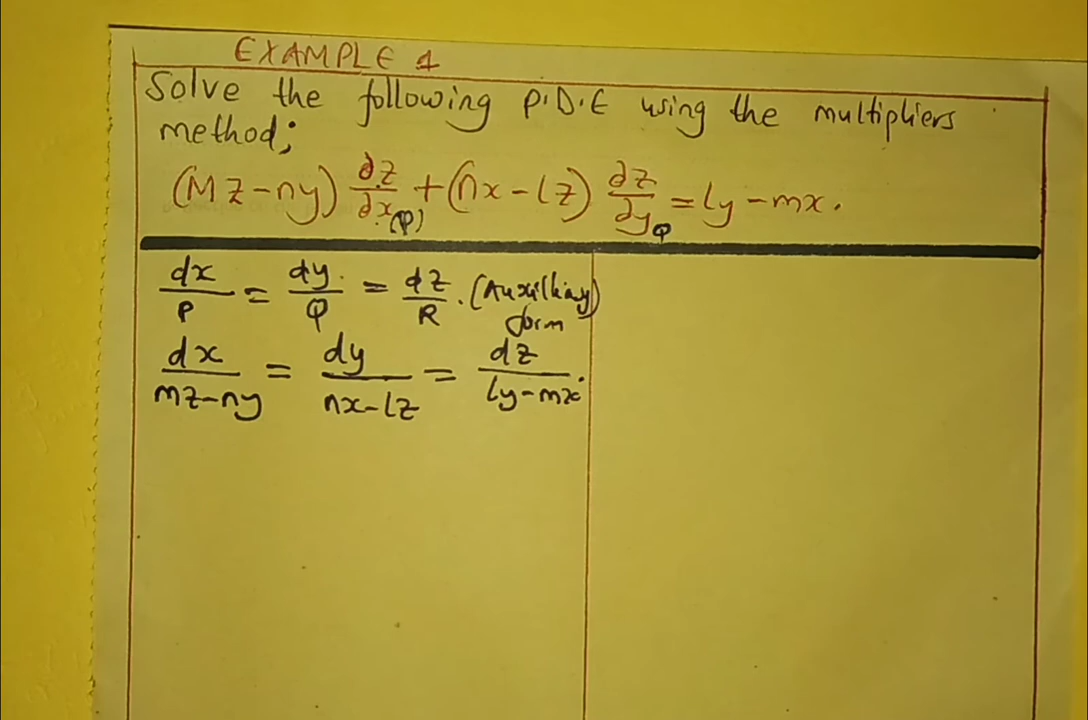 EXAMPLE 1
Solve the following P.D.E using the multipliers
method;
(Mz-ny) ∂z/∂x (P) + (nx-lz) ∂z/∂y Q = ly-mx.
dx/P = dy/Q = dz/R. (Auxilliary form)
dx/mz-ny = dy/nx-lz = dz/ly-mx.